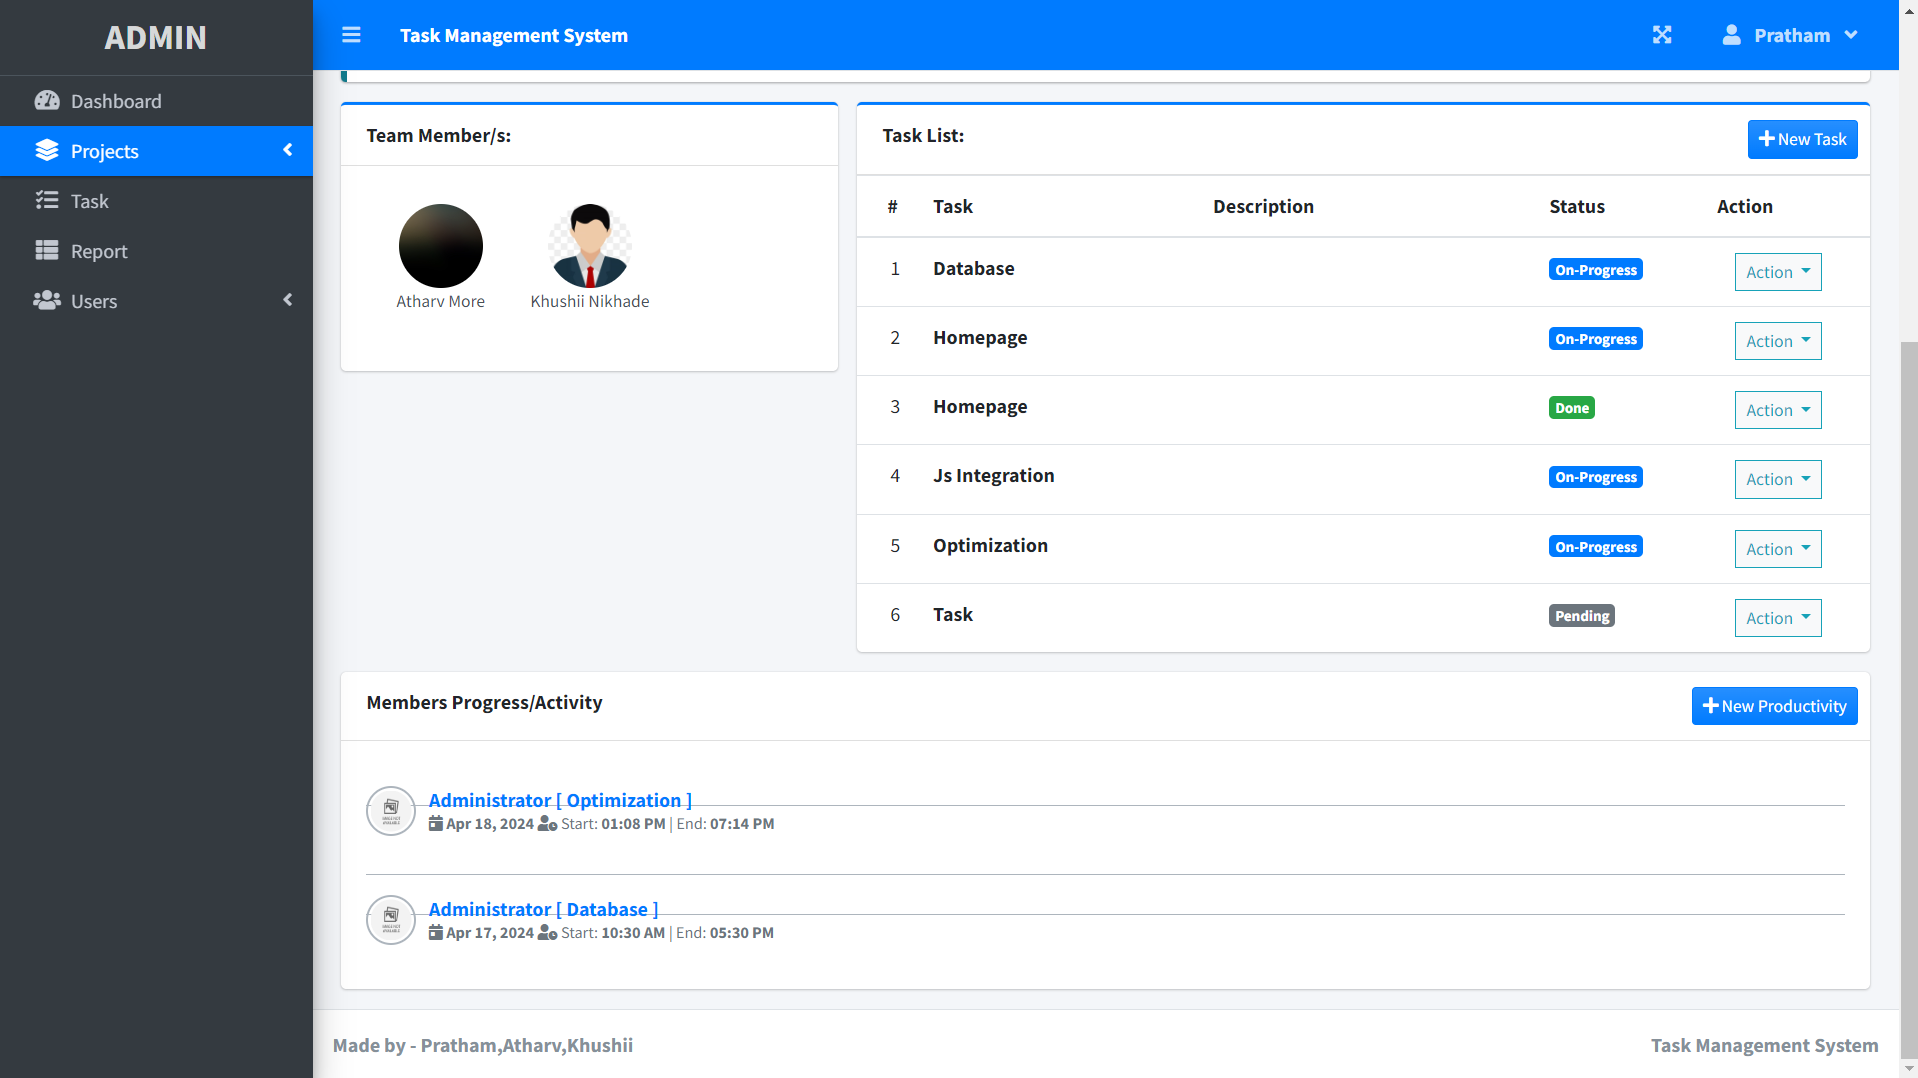 ADMIN
Task Management System
Pratham
Dashboard
Projects
Task
Report
Users
Team Member/s:
Atharv More
Khushii Nikhade
Task List:
New Task
# Task Description Status Action
1 Database On-Progress Action
2 Homepage On-Progress Action
3 Homepage Done Action
4 Js Integration On-Progress Action
5 Optimization On-Progress Action
6 Task Pending Action
Members Progress/Activity
New Productivity
Administrator [ Optimization ]
Apr 18, 2024 Start: 01:08 PM | End: 07:14 PM
Administrator [ Database ]
Apr 17, 2024 Start: 10:30 AM | End: 05:30 PM
Made by - Pratham,Atharv,Khushii
Task Management System